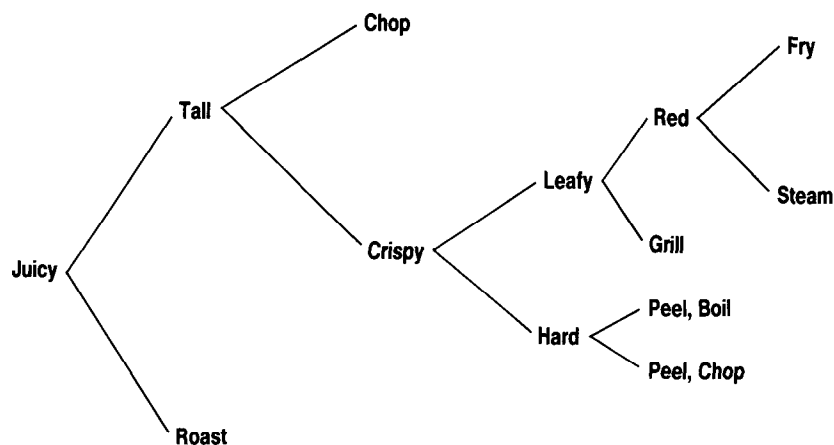 Chop
Fry
Tall
Red
Leafy
Steam
Crispy
Grill
Juicy
Peel, Boil
Hard
Peel, Chop
Roast